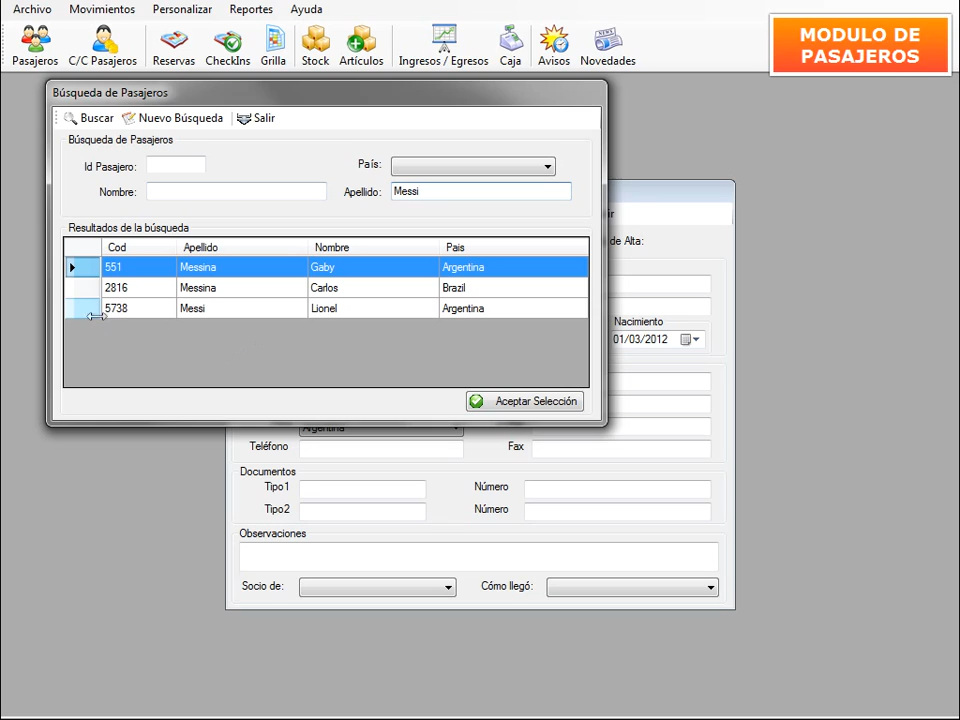 Archivo Movimientos Personalizar Reportes Ayuda
Pasajeros C/C Pasajeros Reservas CheckIns Grilla Stock Artículos Ingresos / Egresos Caja Avisos Novedades
MODULO DE
PASAJEROS
Búsqueda de Pasajeros
Buscar Nuevo Búsqueda Salir
Búsqueda de Pasajeros
Id Pasajero: País:
Nombre: Apellido: Messi
Resultados de la búsqueda
Cod Apellido Nombre Pais
551 Messina Gaby Argentina
2816 Messina Carlos Brazil
5738 Messi Lionel Argentina
Aceptar Selección
ir
de Alta:
Nacimiento
01/03/2012
Argentina
Teléfono Fax
Documentos
Tipo1 Número
Tipo2 Número
Observaciones
Socio de: Cómo llegó: